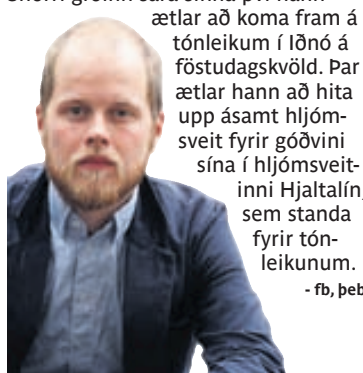 ætlar að koma fram á
tónleikum í Iðnó á
föstudagskvöld. Þar
ætlar hann að hita
upp ásamt hljóm-
sveit fyrir góðvini
sína í hljómsveit-
inni Hjaltalín,
sem standa
fyrir tón-
leikunum.
- fb, þeb